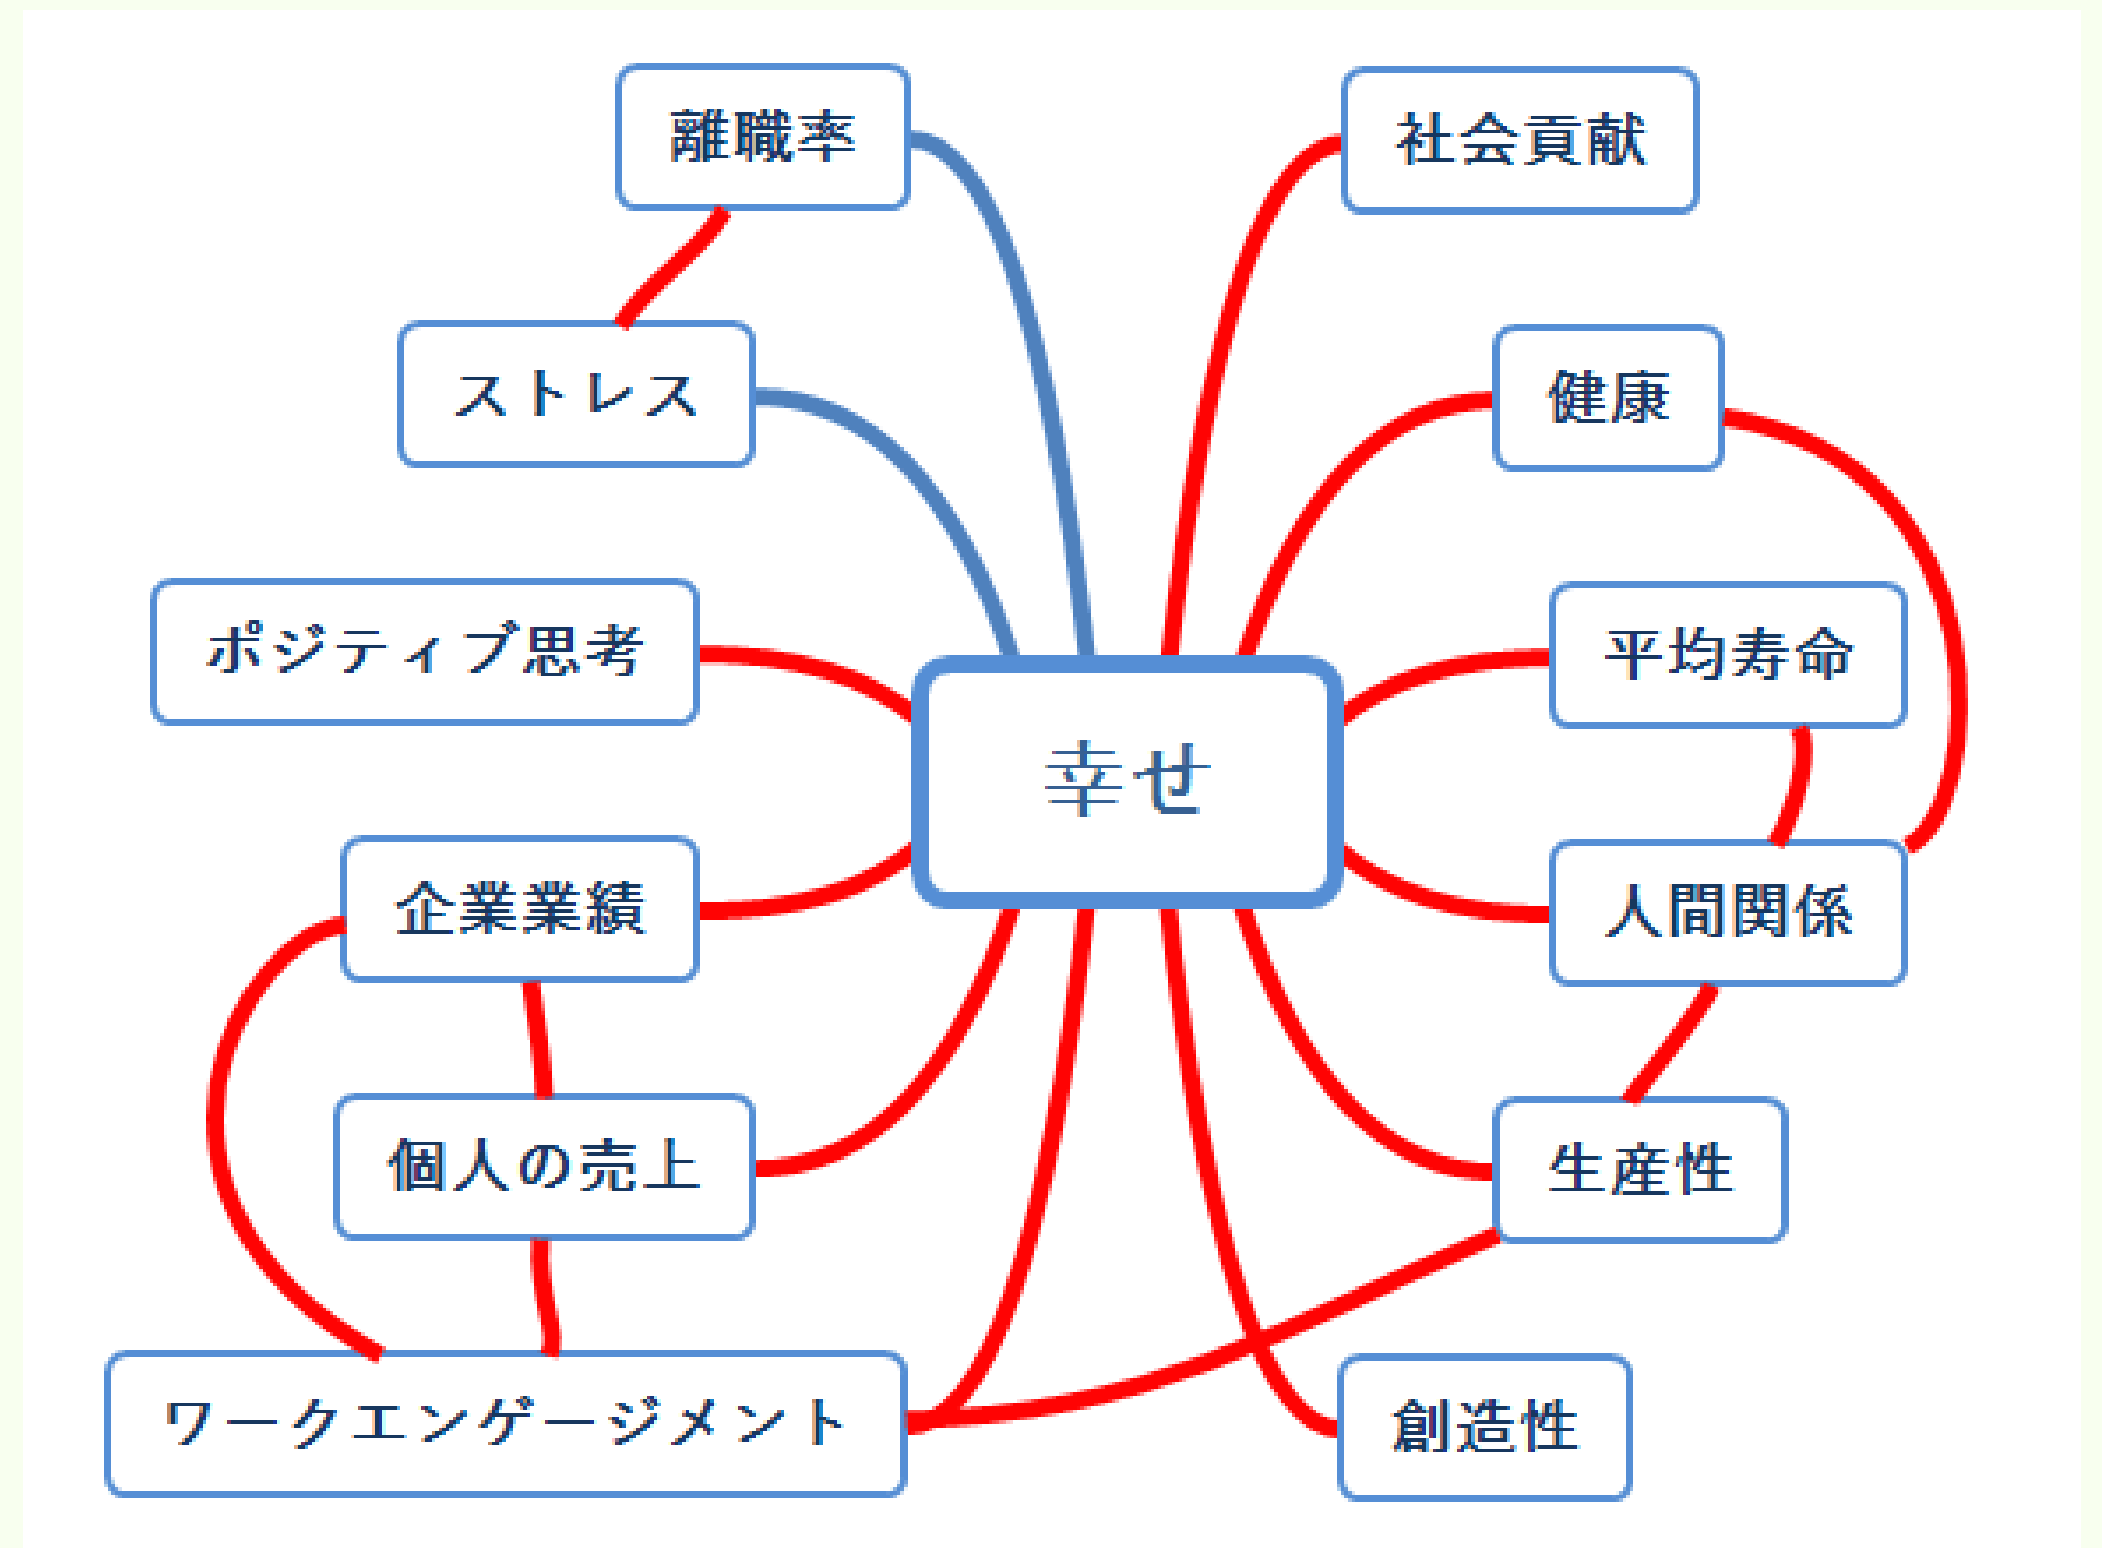 離職率
社会貢献
ストレス
健康
ポジティブ思考
平均寿命
幸せ
企業業績
人間関係
個人の売上
生産性
ワークエンゲージメント
創造性